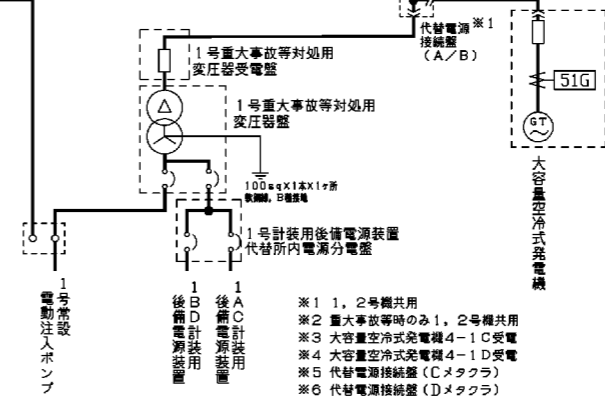 代替電源※1
接続盤
(A/B)
1号重大事故等対処用
変圧器受電盤
51G
GT
1号重大事故等対処用
変圧器盤
大容量空冷式発電機
100sq×1本×1ヶ所
軟銅線，B種接地
1号計装用後備電源装置
代替所内電源分電盤
1号常設
電動注入ポンプ
1BD計装用
後備電源装置
1AC計装用
後備電源装置
※1 1，2号機共用
※2 重大事故等時のみ1，2号機共用
※3 大容量空冷式発電機4-1C受電
※4 大容量空冷式発電機4-1D受電
※5 代替電源接続盤(Cメタクラ)
※6 代替電源接続盤(Dメタクラ)